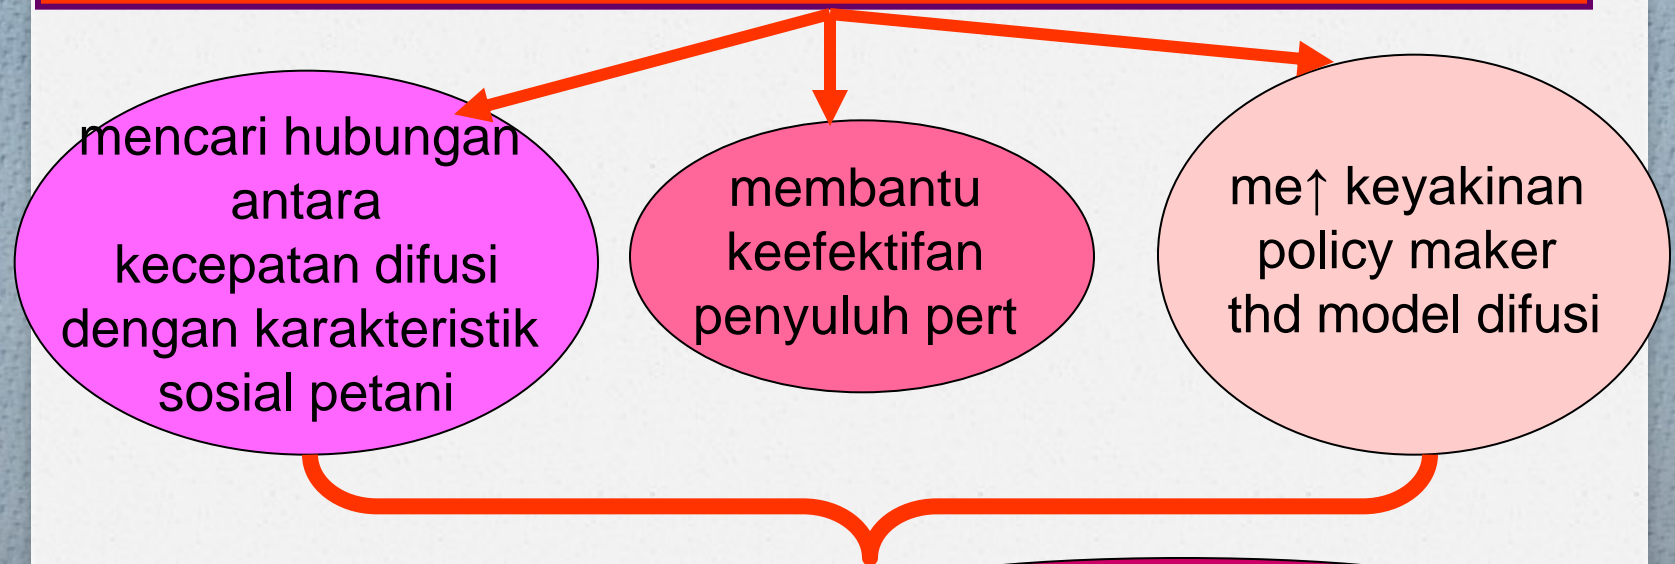 mencari hubungan
antara
kecepatan difusi
dengan karakteristik
sosial petani
membantu
keefektifan
penyuluh pert
me↑ keyakinan
policy maker
thd model difusi